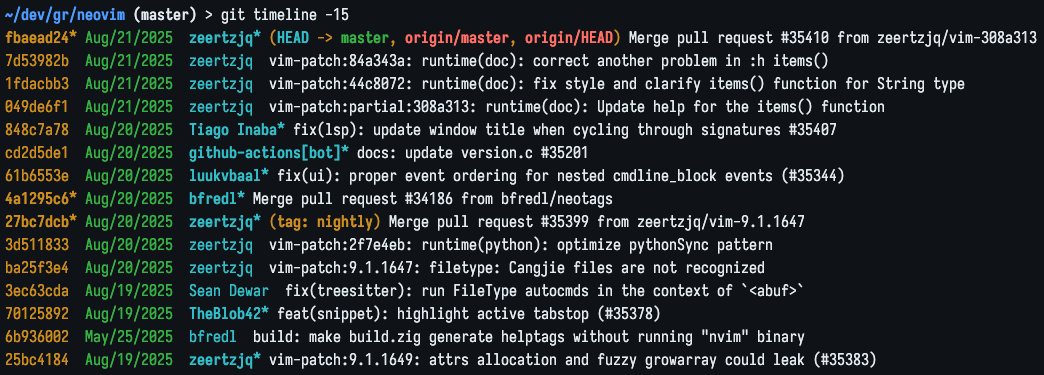 ~/dev/gr/neovim (master) > git timeline -15
fbaead24* Aug/21/2025  zeertzjq* (HEAD -> master, origin/master, origin/HEAD) Merge pull request #35410 from zeertzjq/vim-308a313
7d53982b  Aug/21/2025  zeertzjq  vim-patch:84a343a: runtime(doc): correct another problem in :h items()
1fdacbb3  Aug/21/2025  zeertzjq  vim-patch:44c8072: runtime(doc): fix style and clarify items() function for String type
049de6f1  Aug/21/2025  zeertzjq  vim-patch:partial:308a313: runtime(doc): Update help for the items() function
848c7a78  Aug/20/2025  Tiago Inaba* fix(lsp): update window title when cycling through signatures #35407
cd2d5de1  Aug/20/2025  github-actions[bot]* docs: update version.c #35201
61b6553e  Aug/20/2025  luukvbaal* fix(ui): proper event ordering for nested cmdline_block events (#35344)
4a1295c6* Aug/20/2025  bfredl* Merge pull request #34186 from bfredl/neotags
27bc7dcb* Aug/20/2025  zeertzjq* (tag: nightly) Merge pull request #35399 from zeertzjq/vim-9.1.1647
3d511833  Aug/20/2025  zeertzjq  vim-patch:2f7e4eb: runtime(python): optimize pythonSync pattern
ba25f3e4  Aug/20/2025  zeertzjq  vim-patch:9.1.1647: filetype: Cangjie files are not recognized
3ec63cda  Aug/19/2025  Sean Dewar  fix(treesitter): run FileType autocmds in the context of `<abuf>`
70125892  Aug/19/2025  TheBlob42* feat(snippet): highlight active tabstop (#35378)
6b936002  May/25/2025  bfredl  build: make build.zig generate helptags without running "nvim" binary
25bc4184  Aug/19/2025  zeertzjq* vim-patch:9.1.1649: attrs allocation and fuzzy growarray could leak (#35383)